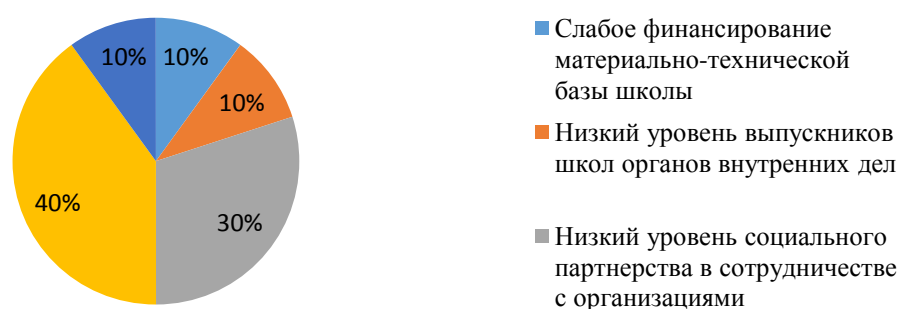 10%
10%
10%
40%
30%
Слабое финансирование
материально-технической
базы школы
Низкий уровень выпускников
школ органов внутренних дел
Низкий уровень социального
партнерства в сотрудничестве
с организациями